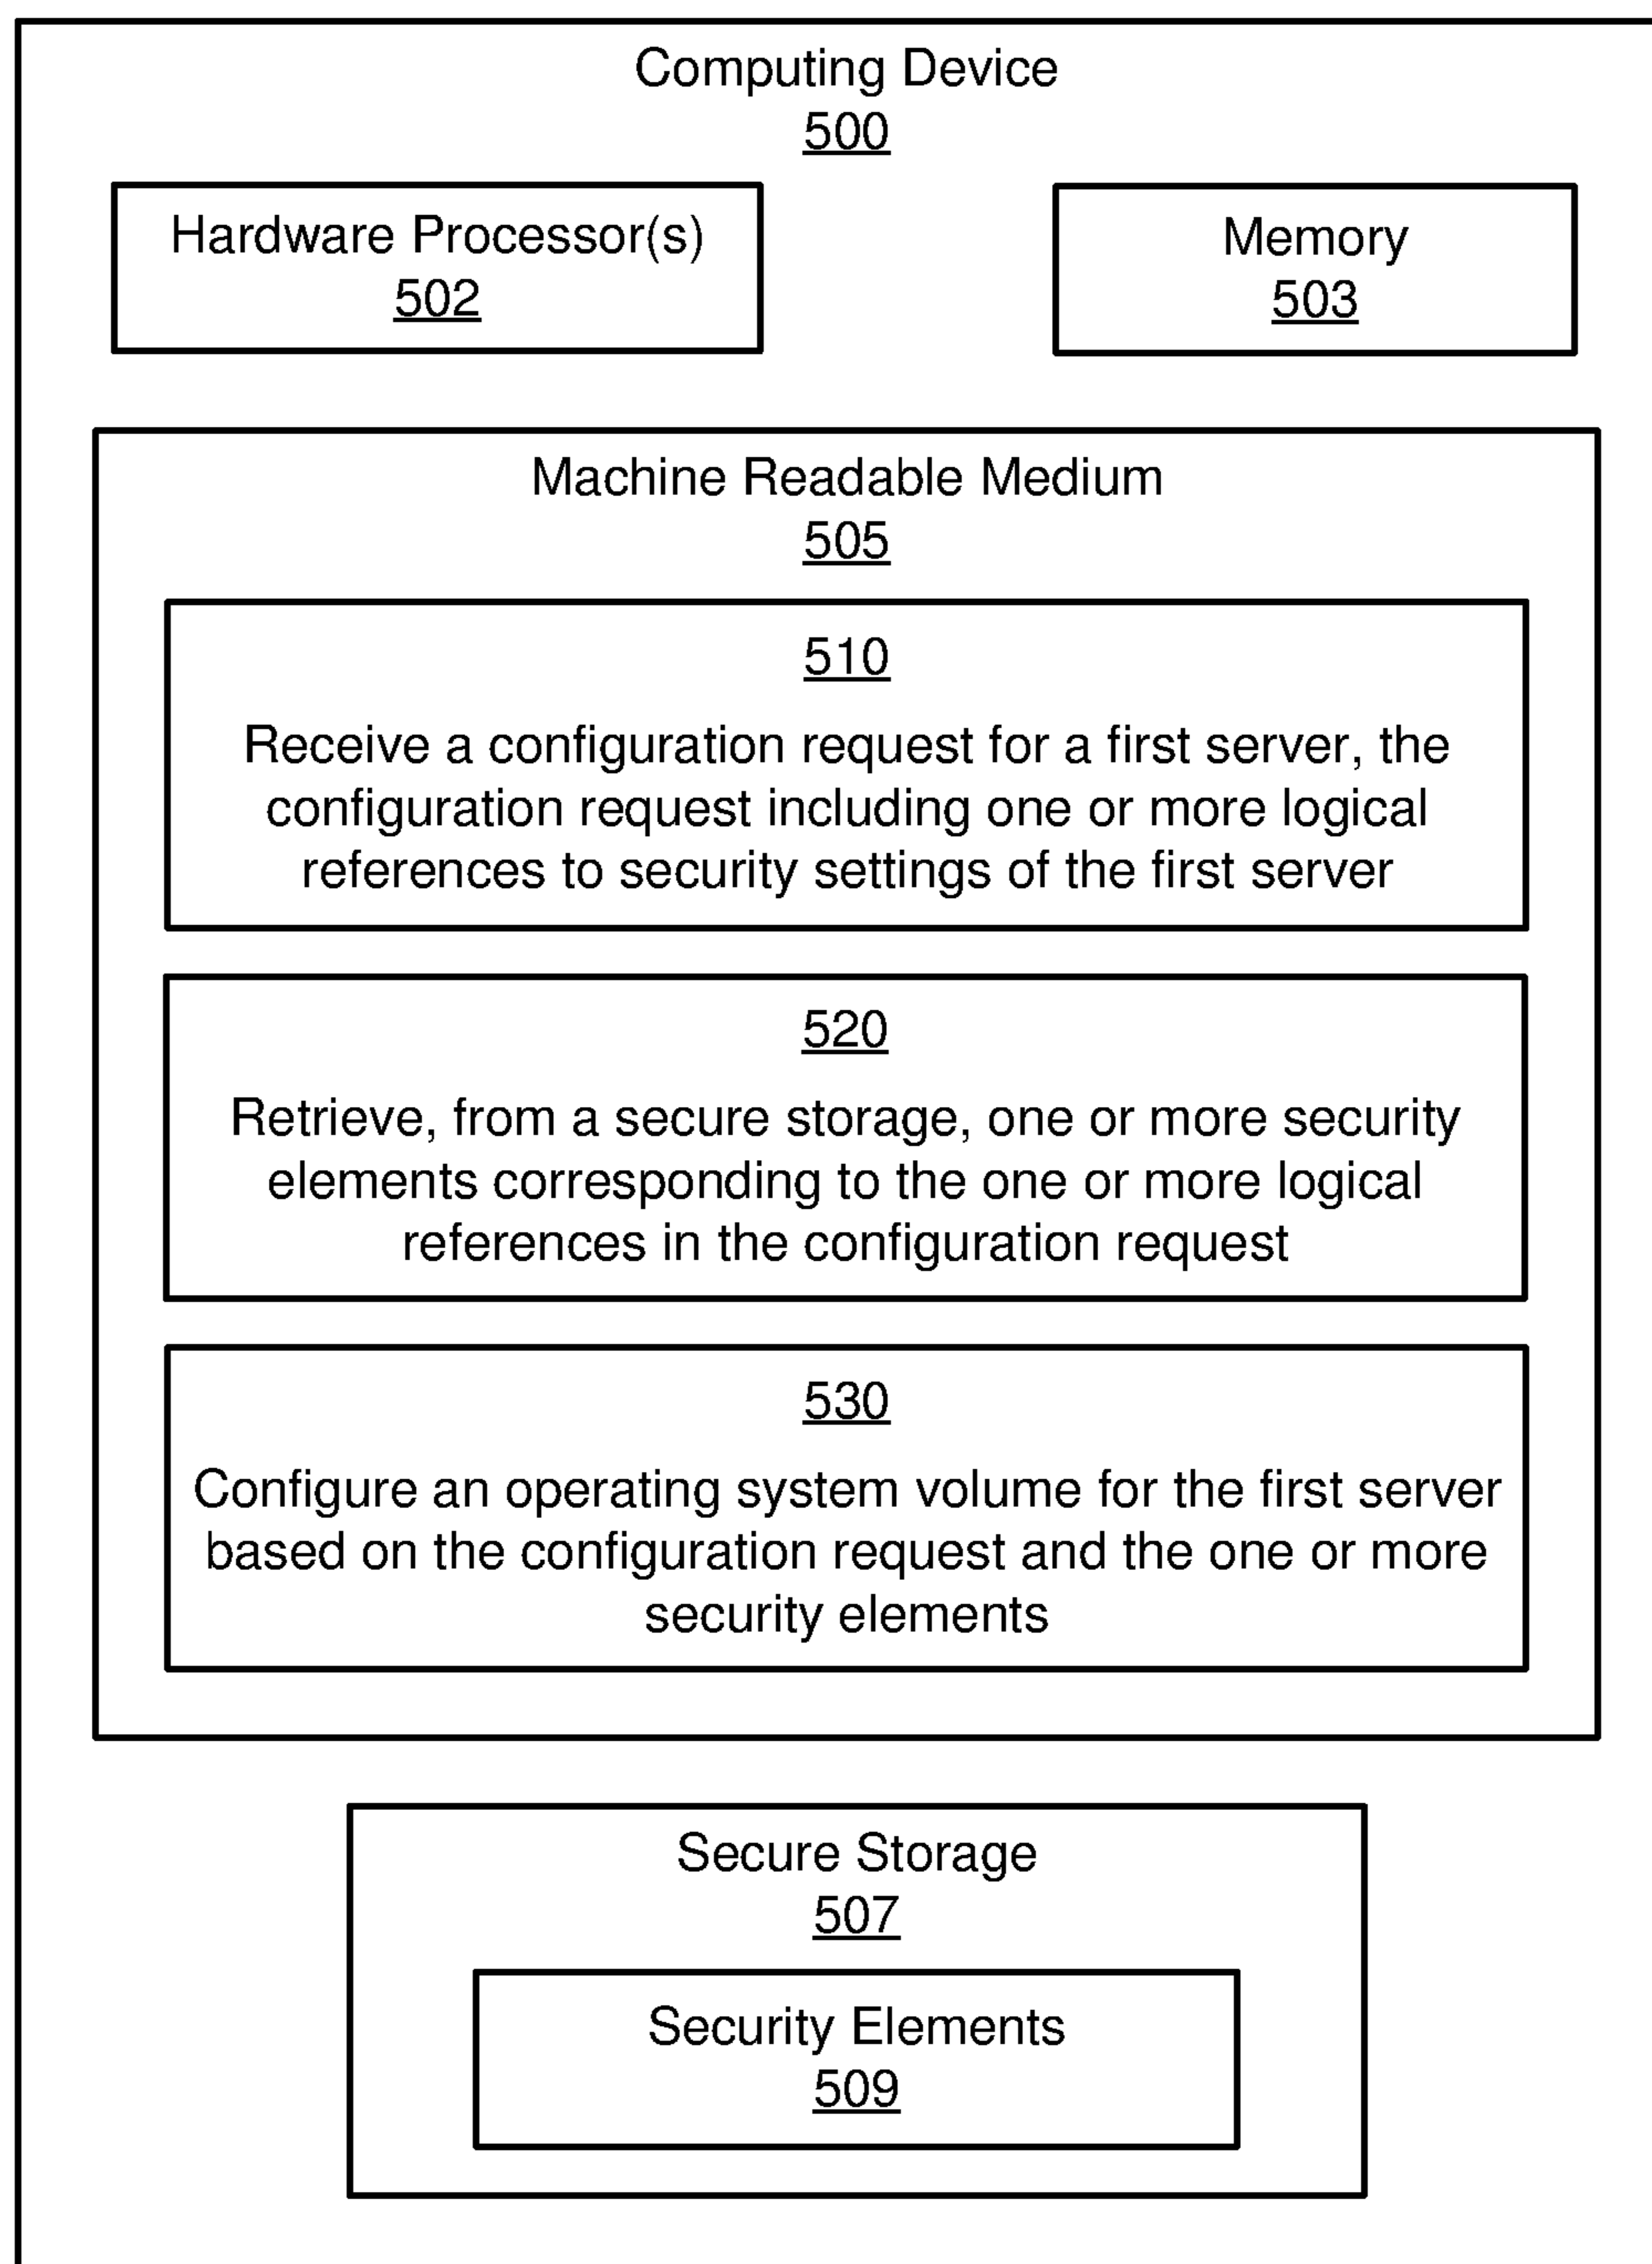 Computing Device
500
Hardware Processor(s)
502
Memory
503
Machine Readable Medium
505
510
Receive a configuration request for a first server, the
configuration request including one or more logical
references to security settings of the first server
520
Retrieve, from a secure storage, one or more security
elements corresponding to the one or more logical
references in the configuration request
530
Configure an operating system volume for the first server
based on the configuration request and the one or more
security elements
Secure Storage
507
Security Elements
509